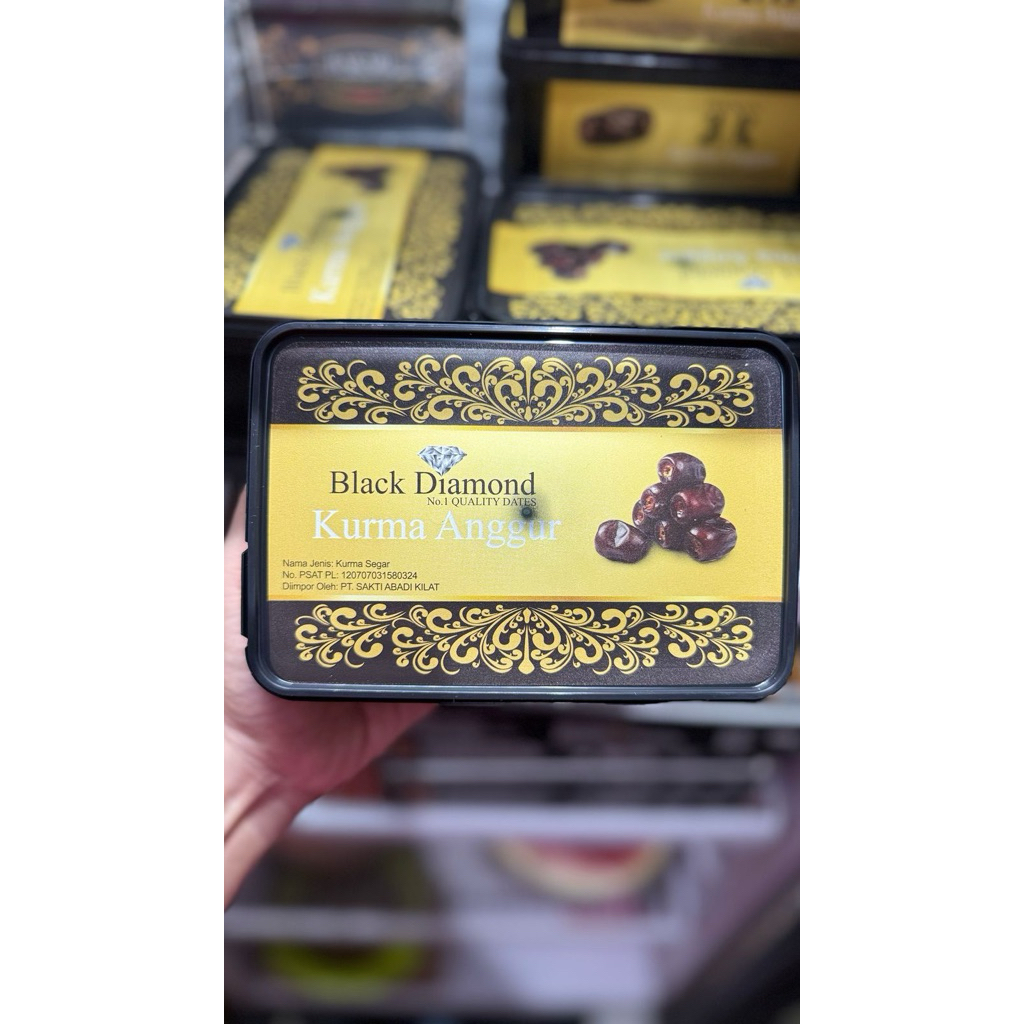 Black Diamond
No.1 QUALITY DATES
Kurma Anggur
Nama Jenis: Kurma Segar
No. PSAT PL: 120707031580324
Diimpor Oleh: PT. SAKTI ABADI KILAT